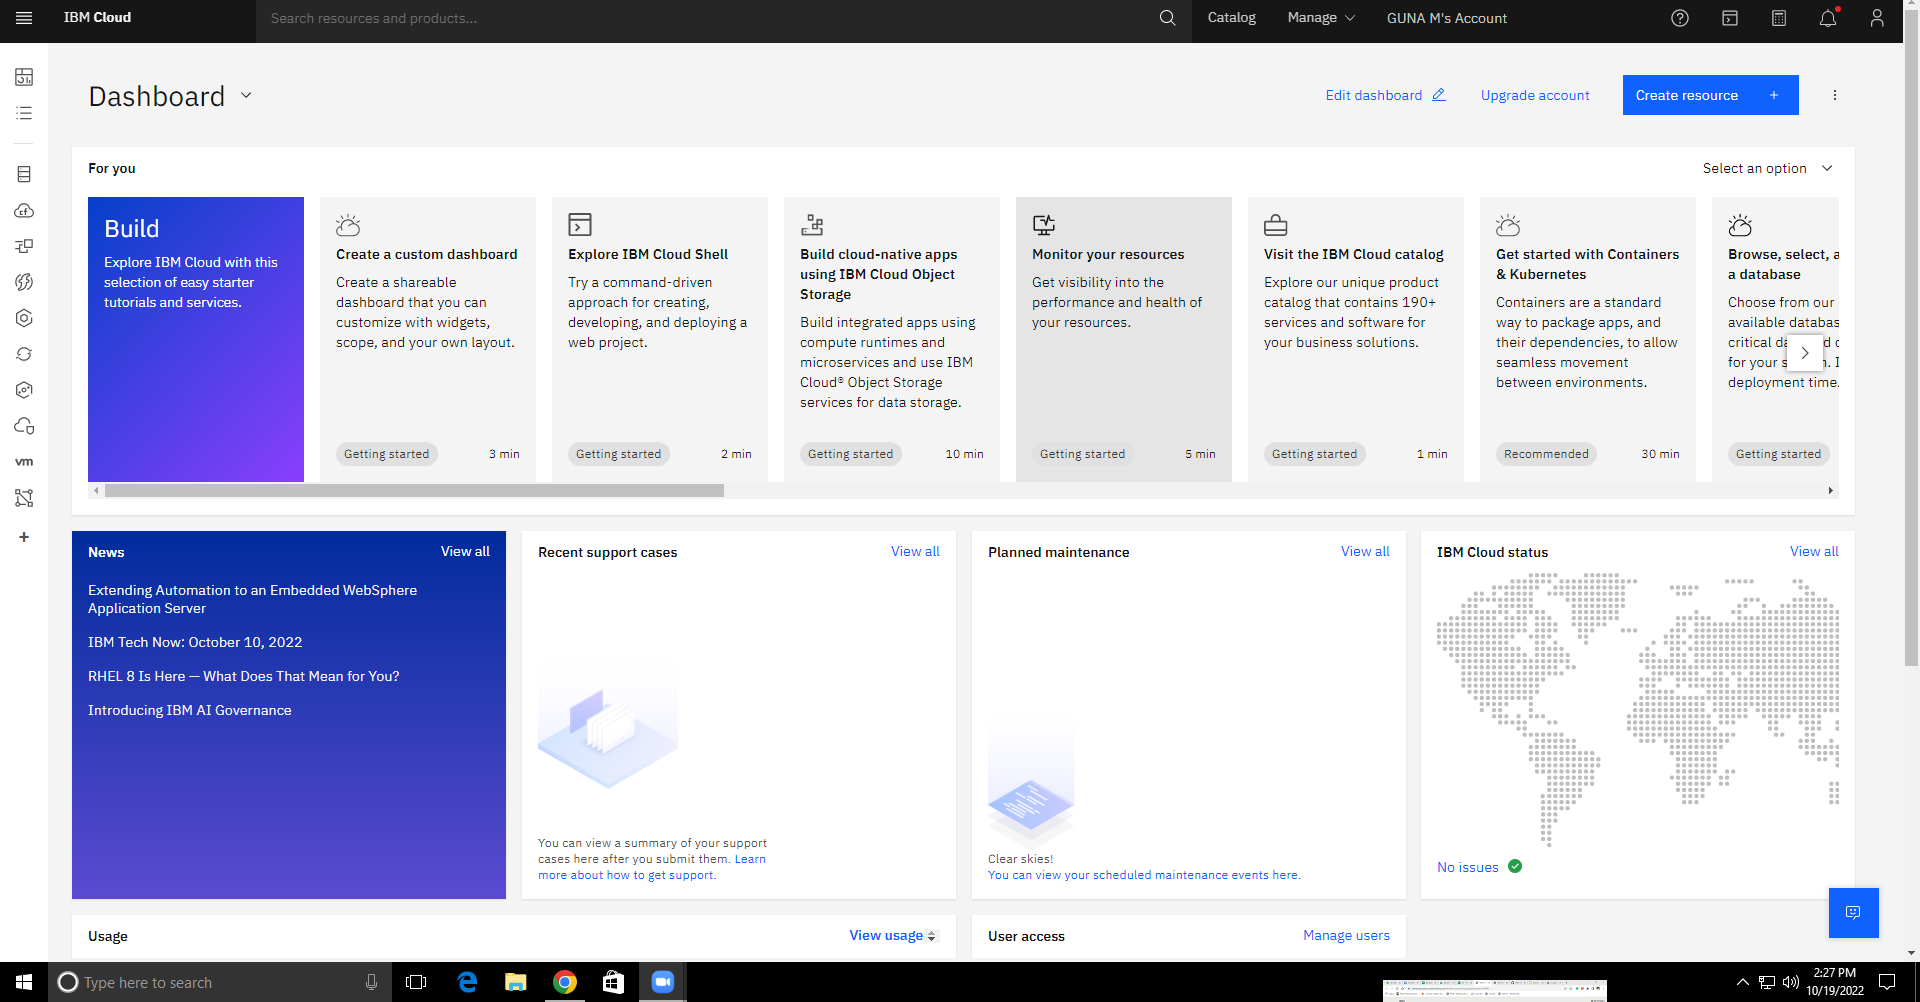 IBM Cloud
Search resources and products...
Catalog
Manage
GUNA M's Account
Dashboard
Edit dashboard
Upgrade account
Create resource +
For you
Select an option
Build
Explore IBM Cloud with this
selection of easy starter
tutorials and services.
Create a custom dashboard
Create a shareable
dashboard that you can
customize with widgets,
scope, and your own layout.
Getting started
3 min
Explore IBM Cloud Shell
Try a command-driven
approach for creating,
developing, and deploying a
web project.
Getting started
2 min
Build cloud-native apps
using IBM Cloud Object
Storage
Build integrated apps using
compute runtimes and
microservices and use IBM
Cloud® Object Storage
services for data storage.
Getting started
10 min
Monitor your resources
Get visibility into the
performance and health of
your resources.
Getting started
5 min
Visit the IBM Cloud catalog
Explore our unique product
catalog that contains 190+
services and software for
your business solutions.
Getting started
1 min
Get started with Containers
& Kubernetes
Containers are a standard
way to package apps, and
their dependencies, to allow
seamless movement
between environments.
Recommended
30 min
Browse, select, a
a database
Choose from our
available databas
critical da
for your s
deployment time.
Getting started
vm
News
View all
Extending Automation to an Embedded WebSphere
Application Server
IBM Tech Now: October 10, 2022
RHEL 8 Is Here — What Does That Mean for You?
Introducing IBM AI Governance
Recent support cases
View all
You can view a summary of your support
cases here after you submit them. Learn
more about how to get support.
Planned maintenance
View all
Clear skies!
You can view your scheduled maintenance events here.
IBM Cloud status
View all
No issues
Usage
View usage
User access
Manage users
Type here to search
2:27 PM
10/19/2022